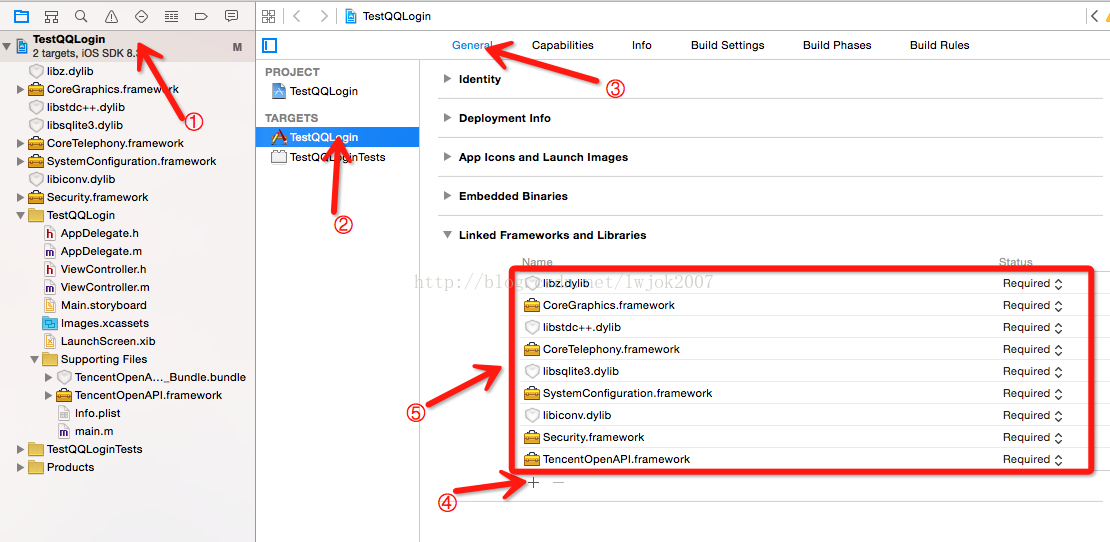 TestQQLogin
2 targets, iOS SDK 8.
M
libz.dylib
CoreGraphics.framework
libstdc++.dylib
libsqlite3.dylib
CoreTelephony.framework
SystemConfiguration.framework
libiconv.dylib
Security.framework
TestQQLogin
h AppDelegate.h
m AppDelegate.m
h ViewController.h
m ViewController.m
Main.storyboard
Images.xcassets
LaunchScreen.xib
Supporting Files
TencentOpenA..._Bundle.bundle
TencentOpenAPI.framework
Info.plist
m main.m
TestQQLoginTests
Products
①
TestQQLogin
General Capabilities Info Build Settings Build Phases Build Rules
PROJECT
TestQQLogin
TARGETS
TestQQLogin
TestQQLoginTests
②
③
Identity
Deployment Info
App Icons and Launch Images
Embedded Binaries
Linked Frameworks and Libraries
Name Status
libz.dylib Required
CoreGraphics.framework Required
libstdc++.dylib Required
CoreTelephony.framework Required
libsqlite3.dylib Required
SystemConfiguration.framework Required
libiconv.dylib Required
Security.framework Required
TencentOpenAPI.framework Required
⑤
④
+ −